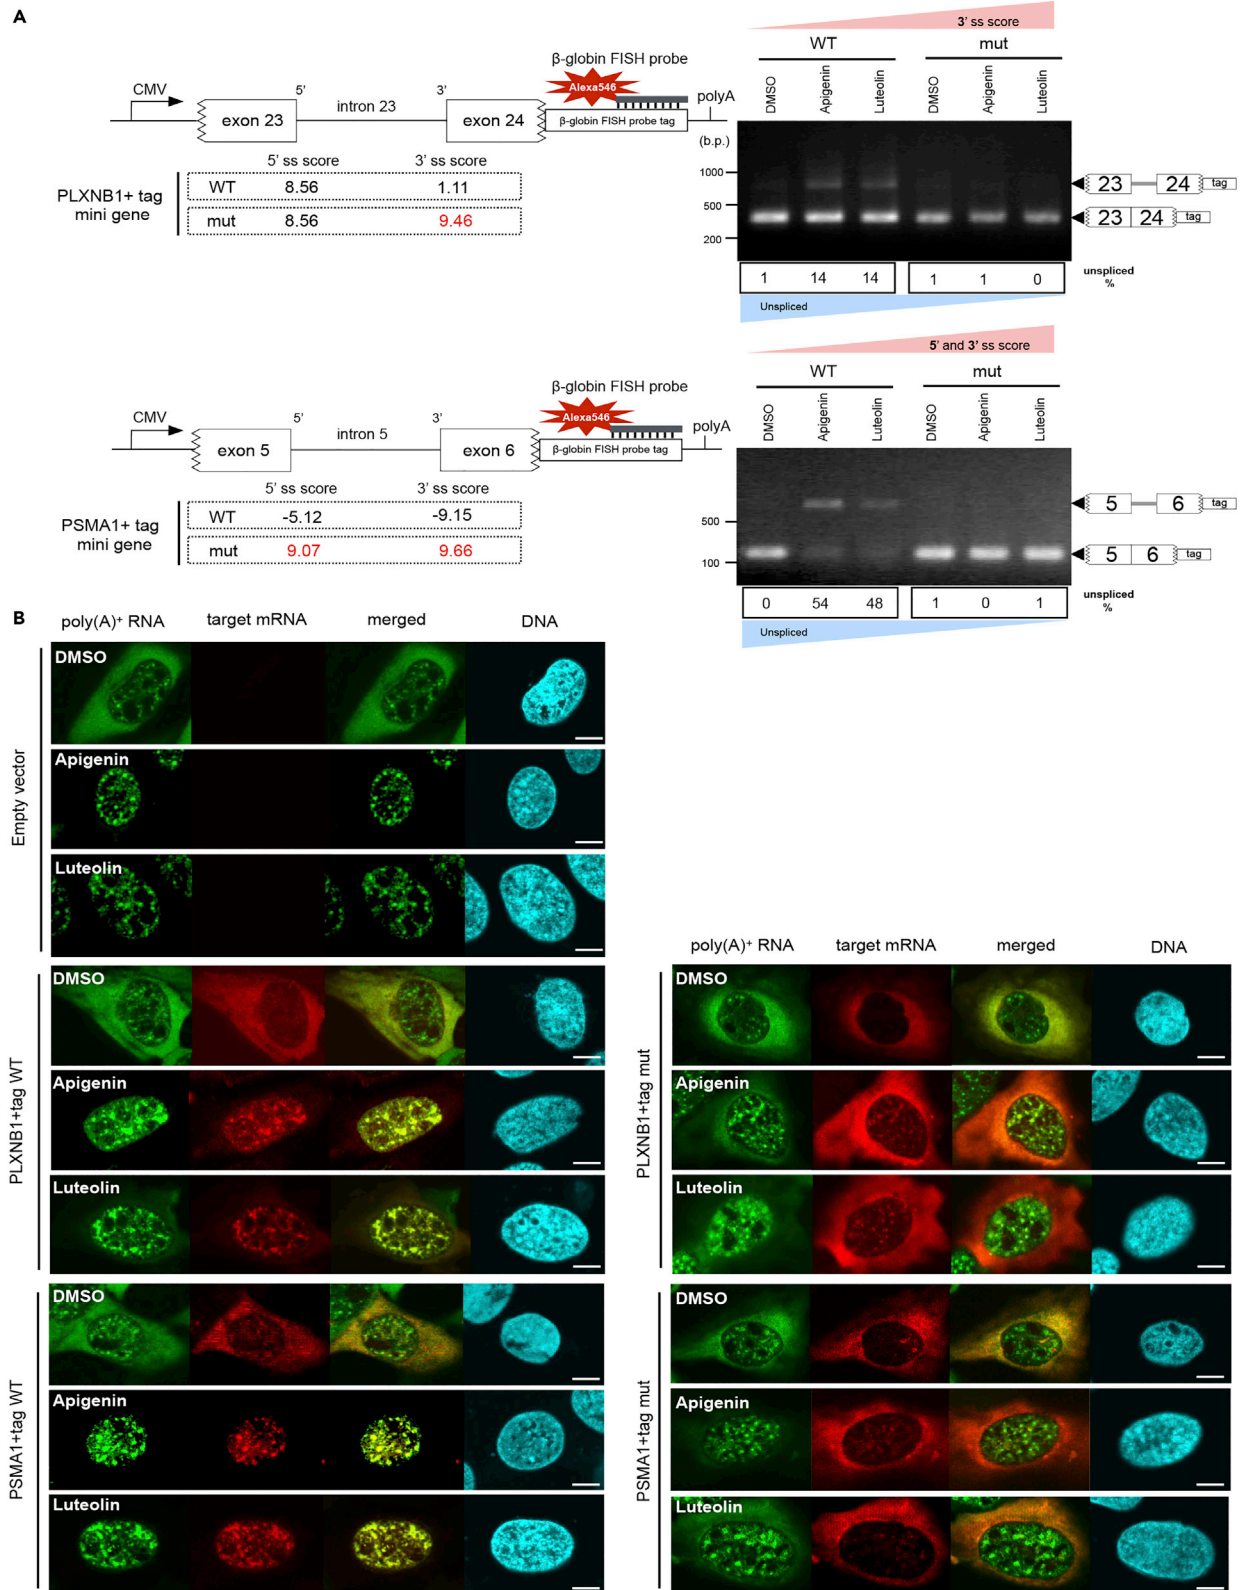 A
CMV
5'
intron 23
3'
β-globin FISH probe
Alexa546
polyA
exon 23
exon 24
β-globin FISH probe tag
5' ss score
3' ss score
PLXNB1+ tag
mini gene
WT
8.56
1.11
mut
8.56
9.46
3' ss score
WT
mut
DMSO
Apigenin
Luteolin
DMSO
Apigenin
Luteolin
(b.p.)
1000
500
200
23
24
tag
23
24
tag
1
14
14
1
1
0
unspliced
%
Unspliced
CMV
5'
intron 5
3'
β-globin FISH probe
Alexa546
polyA
exon 5
exon 6
β-globin FISH probe tag
5' ss score
3' ss score
PSMA1+ tag
mini gene
WT
-5.12
-9.15
mut
9.07
9.66
5' and 3' ss score
WT
mut
DMSO
Apigenin
Luteolin
DMSO
Apigenin
Luteolin
500
100
5
6
tag
5
6
tag
0
54
48
1
0
1
unspliced
%
Unspliced
B
poly(A)⁺ RNA
target mRNA
merged
DNA
Empty vector
DMSO
Apigenin
Luteolin
PLXNB1+tag WT
DMSO
Apigenin
Luteolin
PSMA1+tag WT
DMSO
Apigenin
Luteolin
poly(A)⁺ RNA
target mRNA
merged
DNA
PLXNB1+tag mut
DMSO
Apigenin
Luteolin
PSMA1+tag mut
DMSO
Apigenin
Luteolin